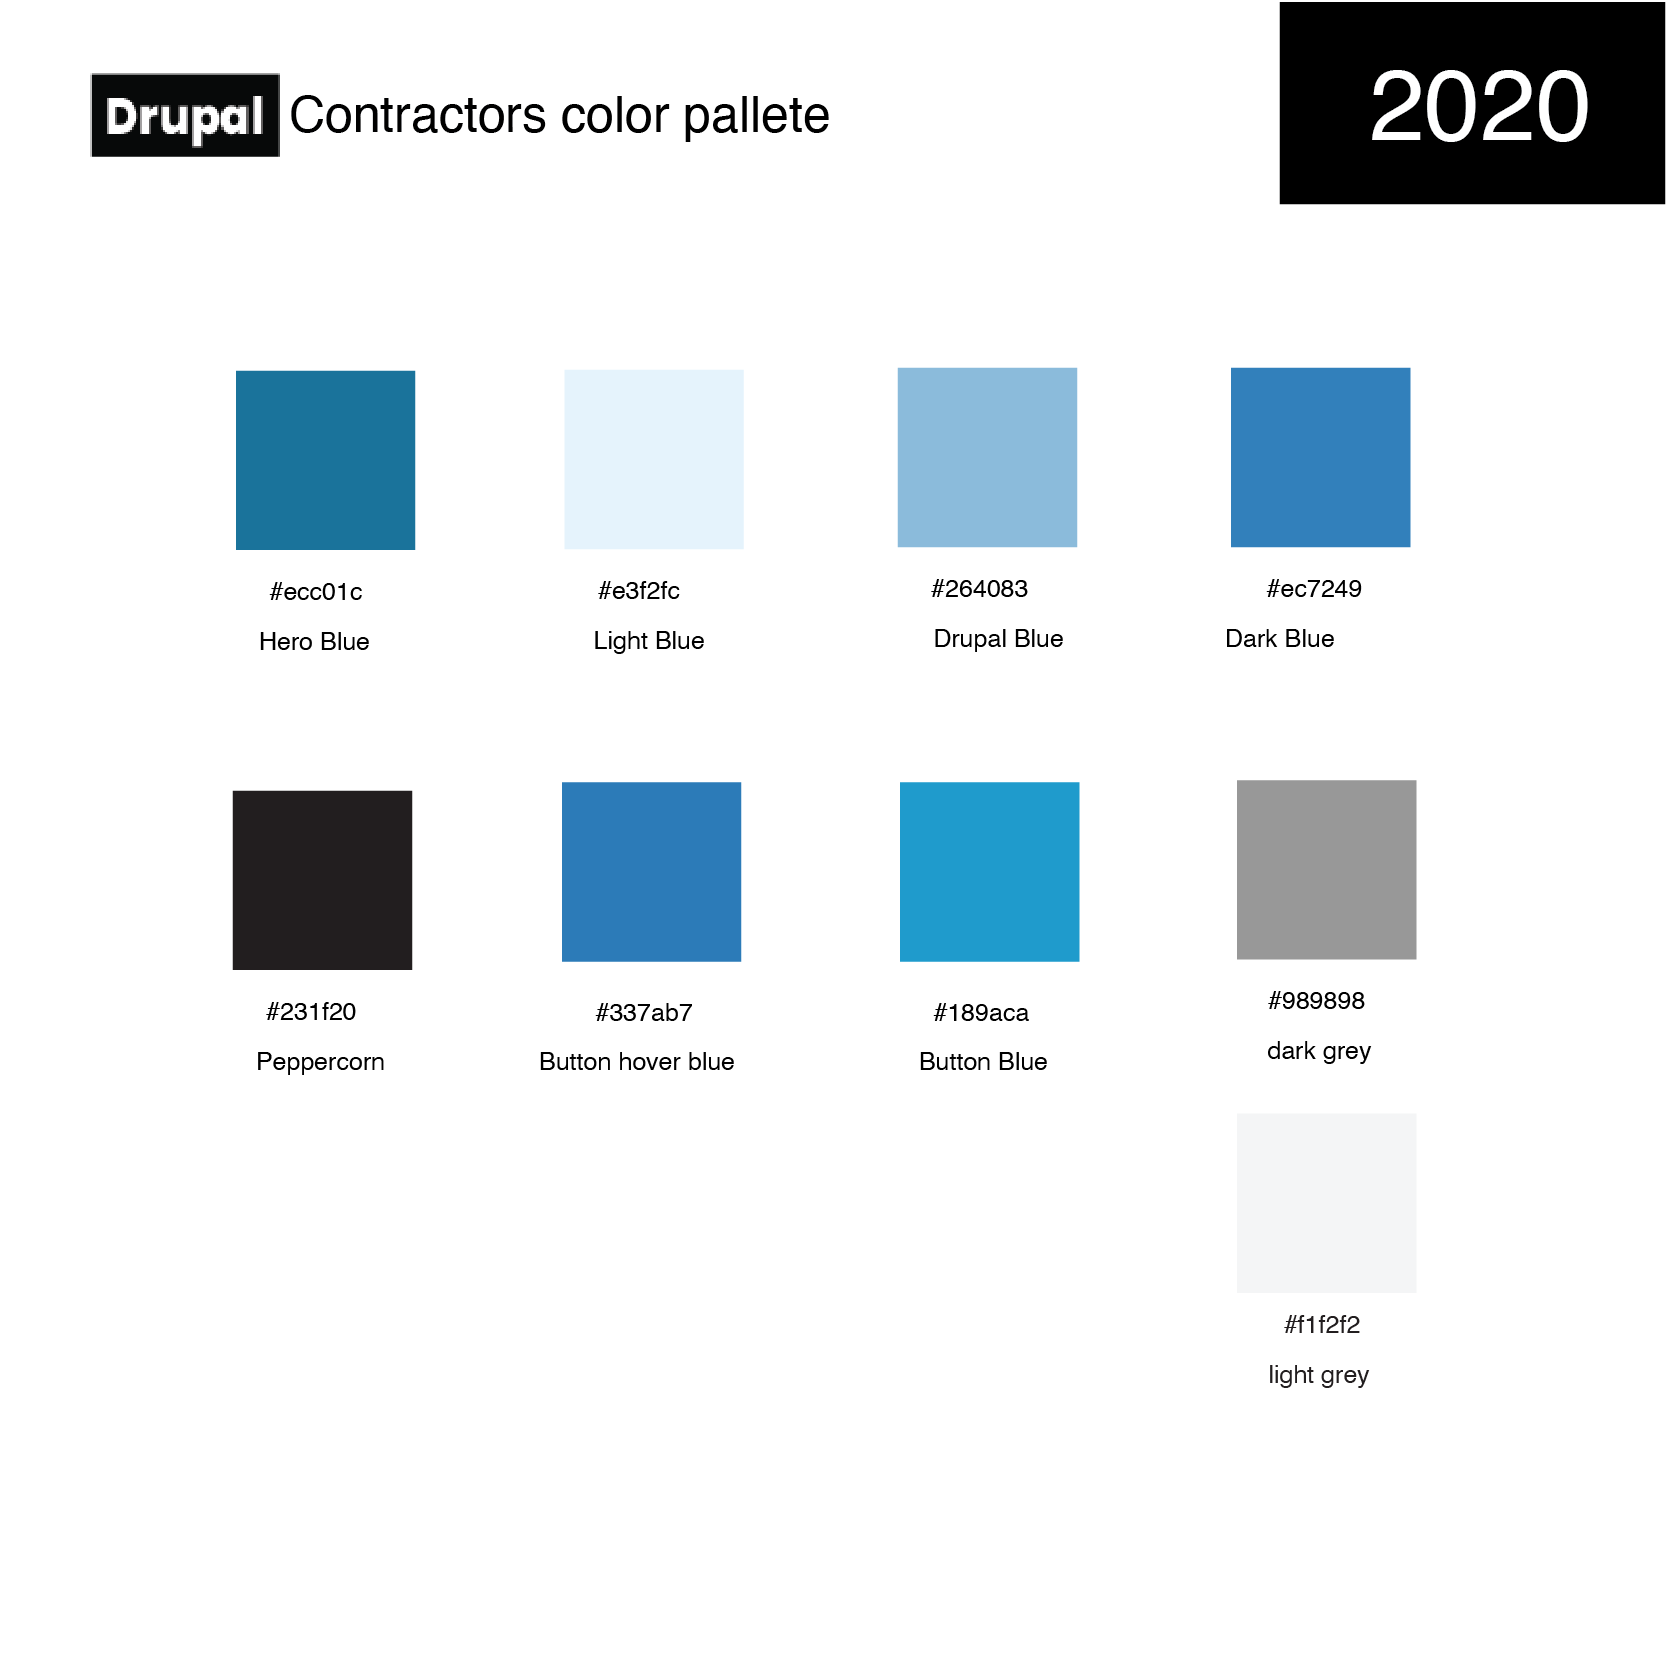 Drupal Contractors color pallete
2020
#ecc01c
Hero Blue
#e3f2fc
Light Blue
#264083
Drupal Blue
#ec7249
Dark Blue
#231f20
Peppercorn
#337ab7
Button hover blue
#189aca
Button Blue
#989898
dark grey
#f1f2f2
light grey